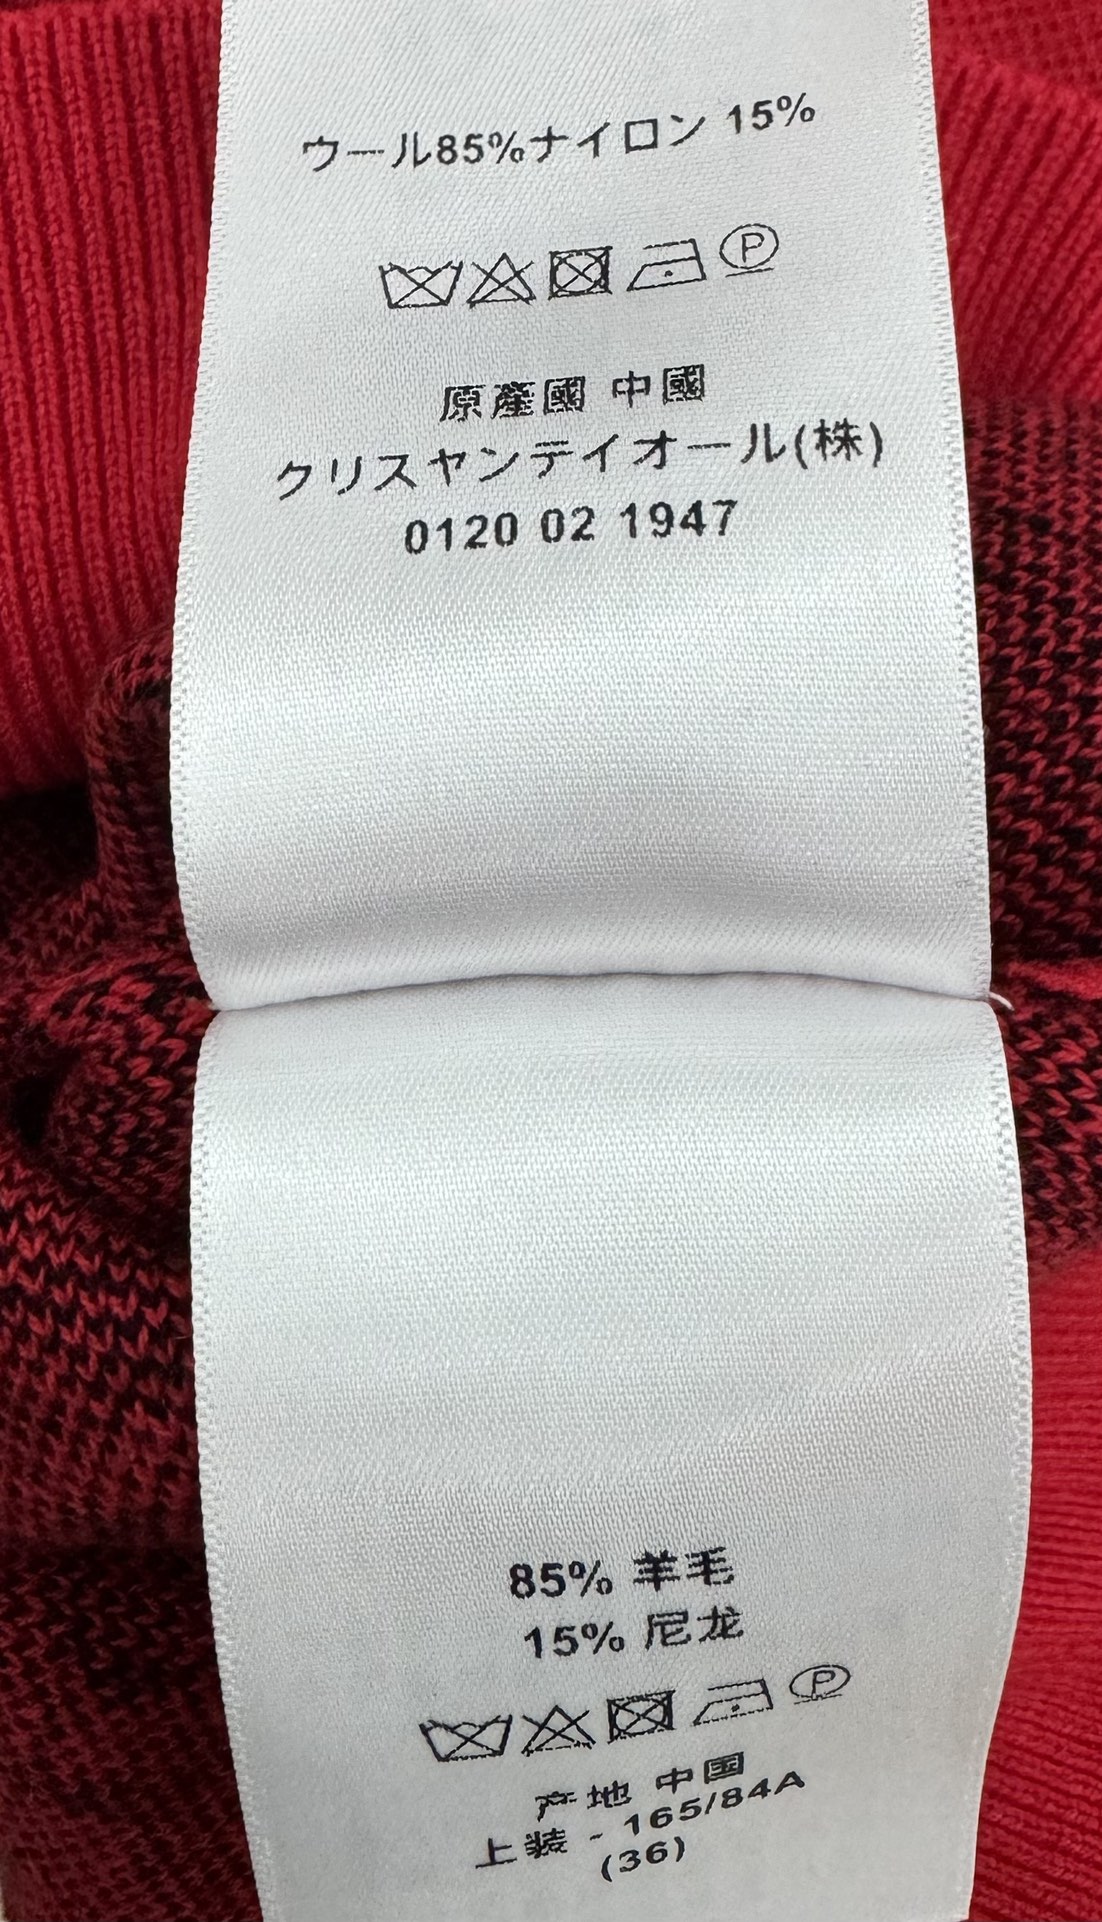 ウール85%ナイロン 15%
P
原產國 中國
クリスヤンテイオール(株)
0120 02 1947
85% 羊毛
15% 尼龙
P
产地 中国
上装 - 165/84A
(36)